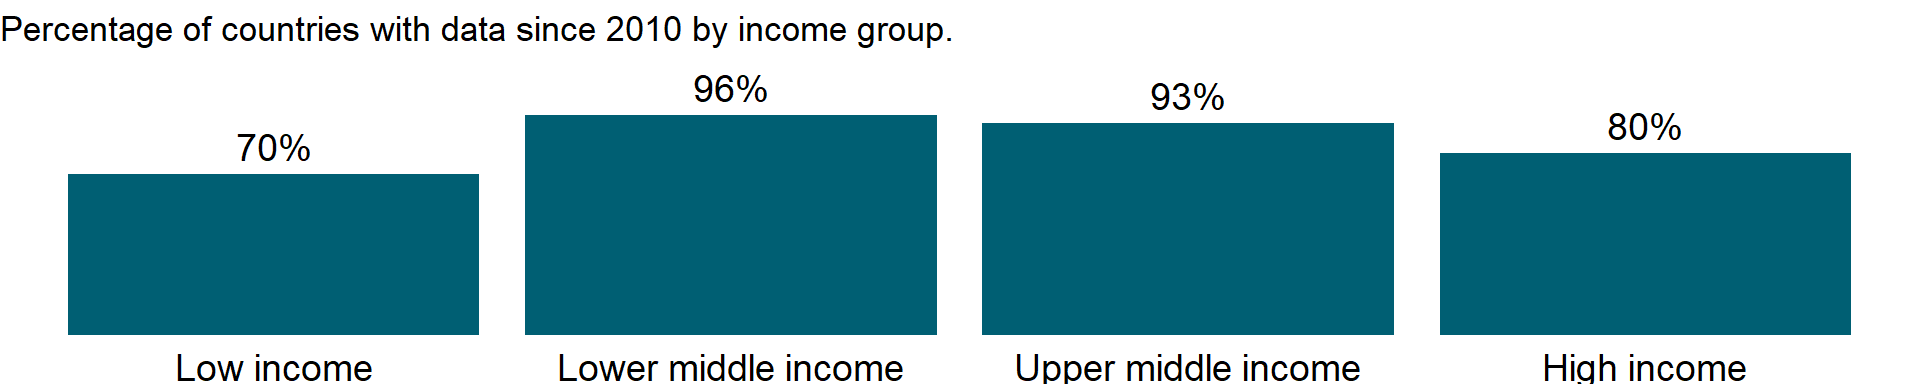 Percentage of countries with data since 2010 by income group.
96%
93%
80%
70%
Low income
Lower middle income
Upper middle income
High income